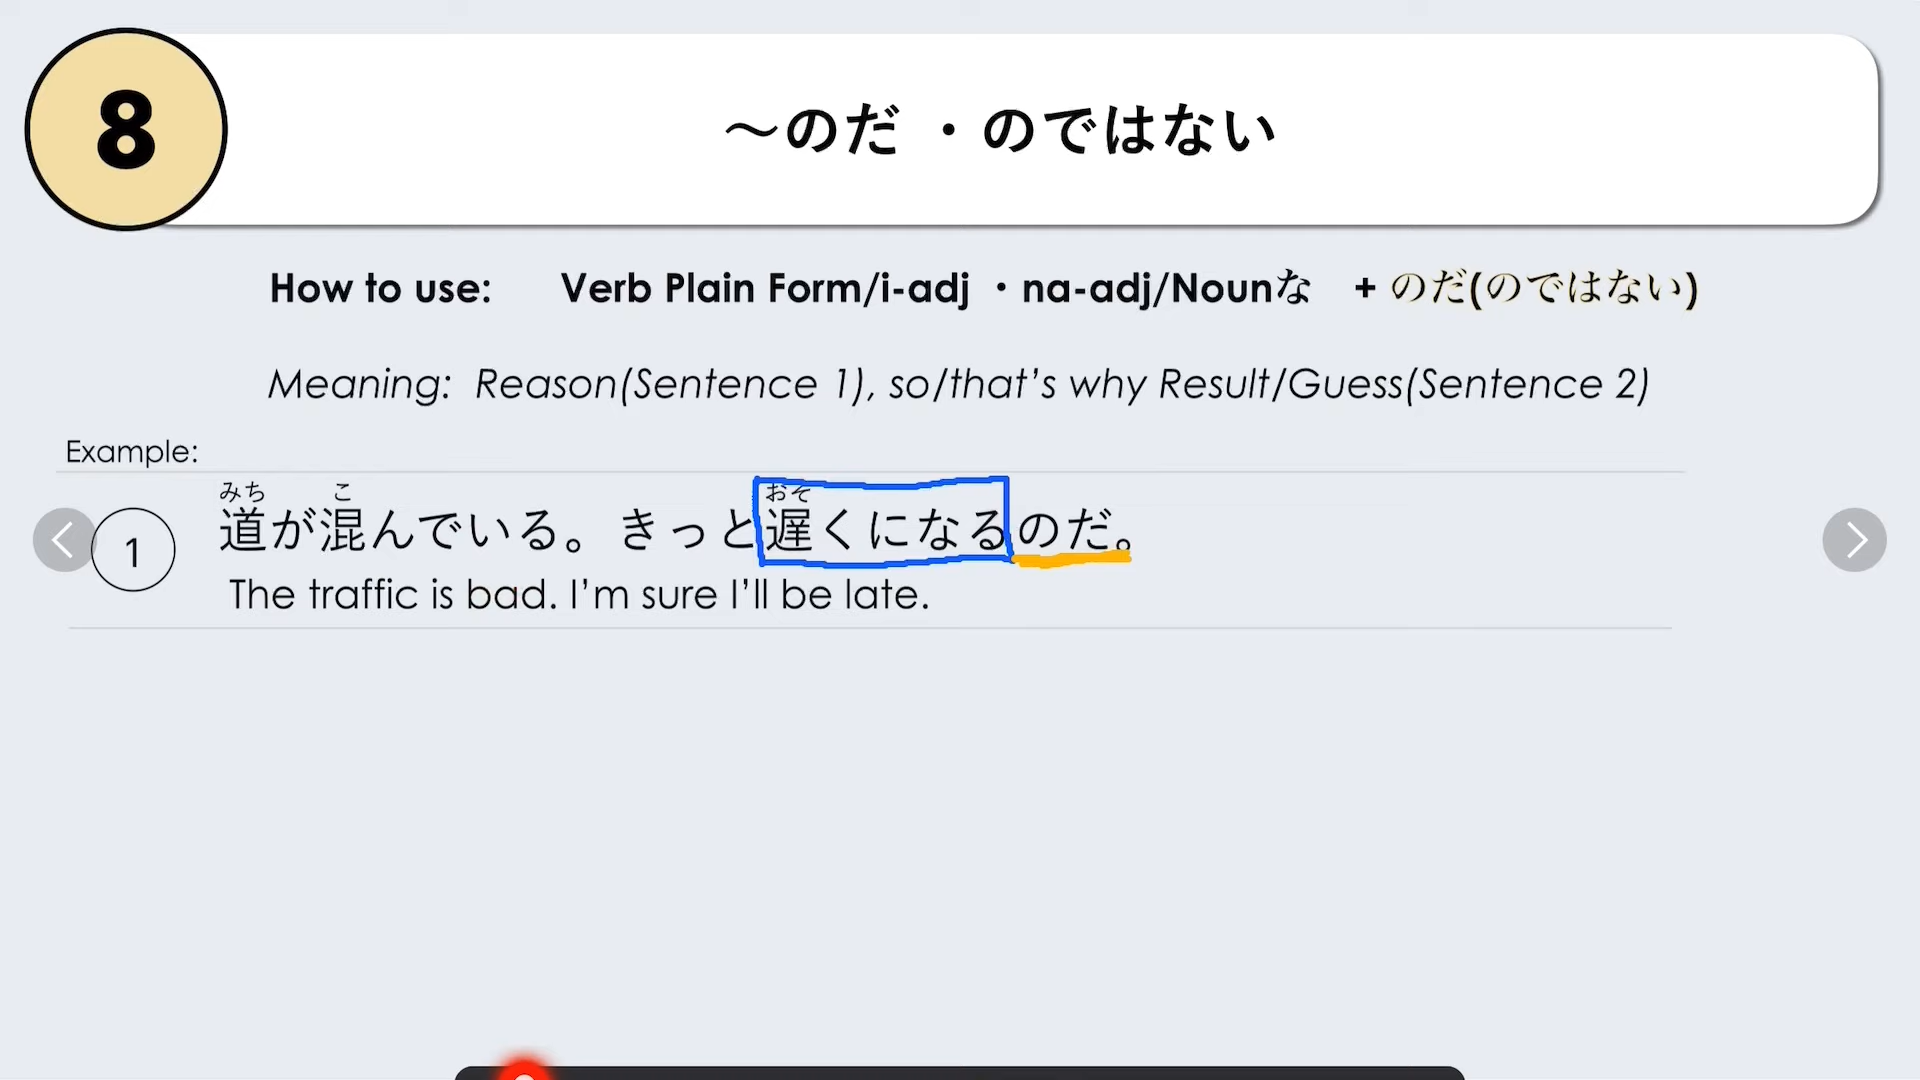 8
～のだ ・のではない
How to use: Verb Plain Form/i-adj ・na-adj/Nounな + のだ(のではない)
Meaning: Reason(Sentence 1), so/that's why Result/Guess(Sentence 2)
Example:
みち こ おそ
1 道が混んでいる。きっと遅くになるのだ。
The traffic is bad. I'm sure I'll be late.